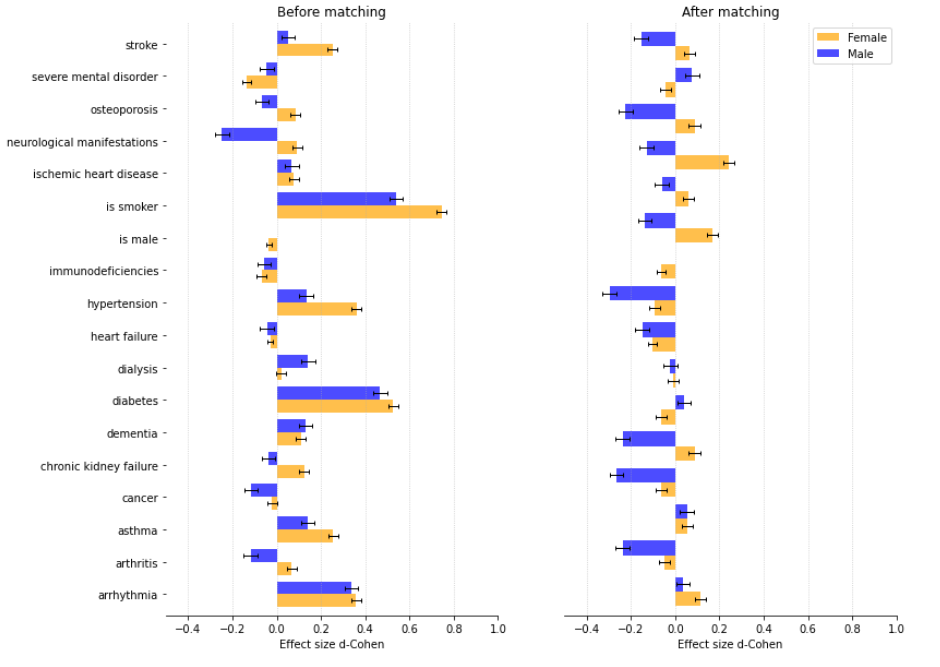 Before matching
After matching
stroke
severe mental disorder
osteoporosis
neurological manifestations
ischemic heart disease
is smoker
is male
immunodeficiencies
hypertension
heart failure
dialysis
diabetes
dementia
chronic kidney failure
cancer
asthma
arthritis
arrhythmia
−0.4 −0.2 0.0 0.2 0.4 0.6 0.8 1.0
Effect size d-Cohen
Female
Male
−0.4 −0.2 0.0 0.2 0.4 0.6 0.8 1.0
Effect size d-Cohen